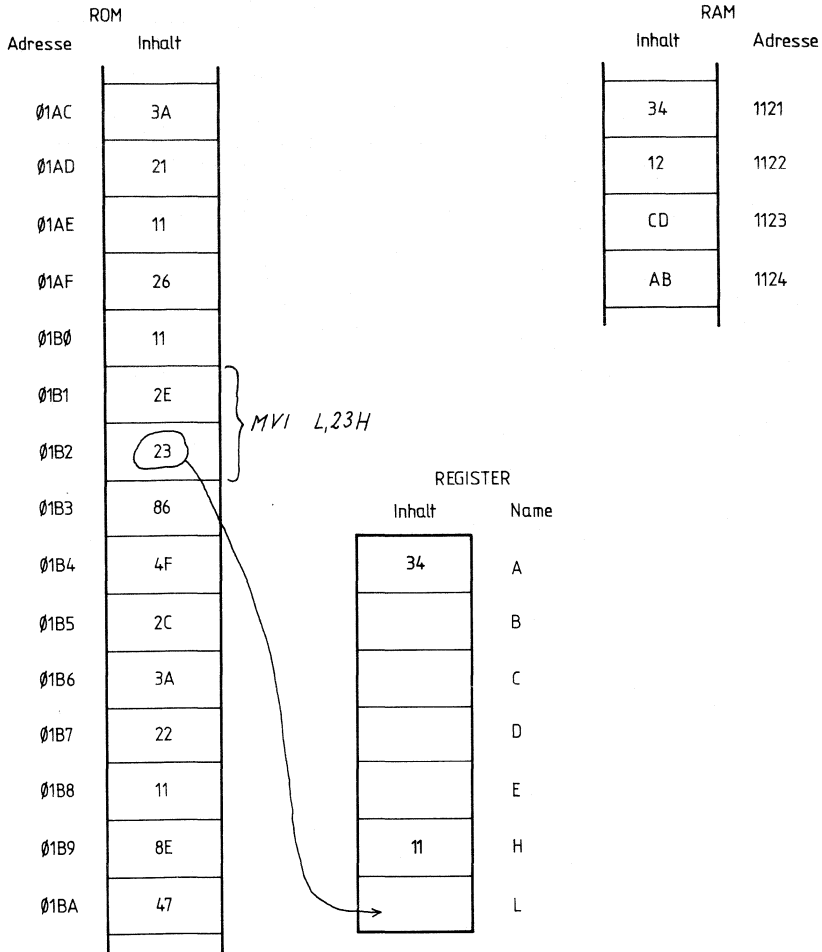 ROM
Adresse Inhalt
Ø1AC 3A
Ø1AD 21
Ø1AE 11
Ø1AF 26
Ø1BØ 11
Ø1B1 2E
Ø1B2 23
Ø1B3 86
Ø1B4 4F
Ø1B5 2C
Ø1B6 3A
Ø1B7 22
Ø1B8 11
Ø1B9 8E
Ø1BA 47
MVI L,23H
RAM
Inhalt Adresse
34 1121
12 1122
CD 1123
AB 1124
REGISTER
Inhalt Name
34 A
B
C
D
E
11 H
L